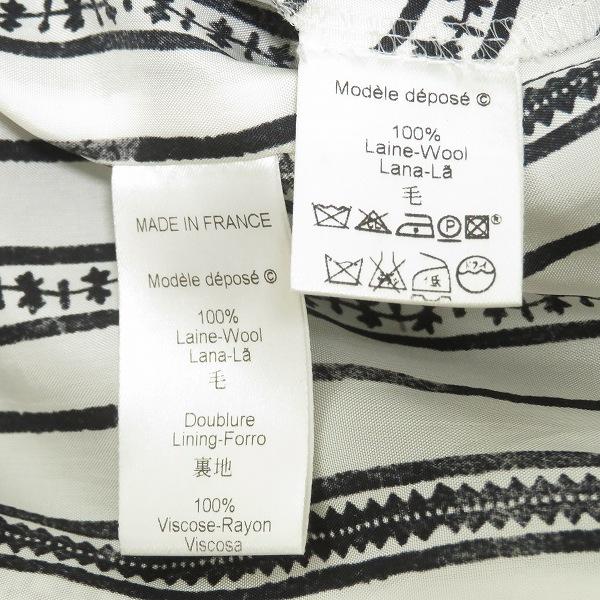 Modèle déposé ©
100%
Laine-Wool
Lana-Lã
毛
MADE IN FRANCE
Modèle déposé ©
100%
Laine-Wool
Lana-Lã
毛
Doublure
Lining-Forro
裏地
100%
Viscose-Rayon
Viscosa